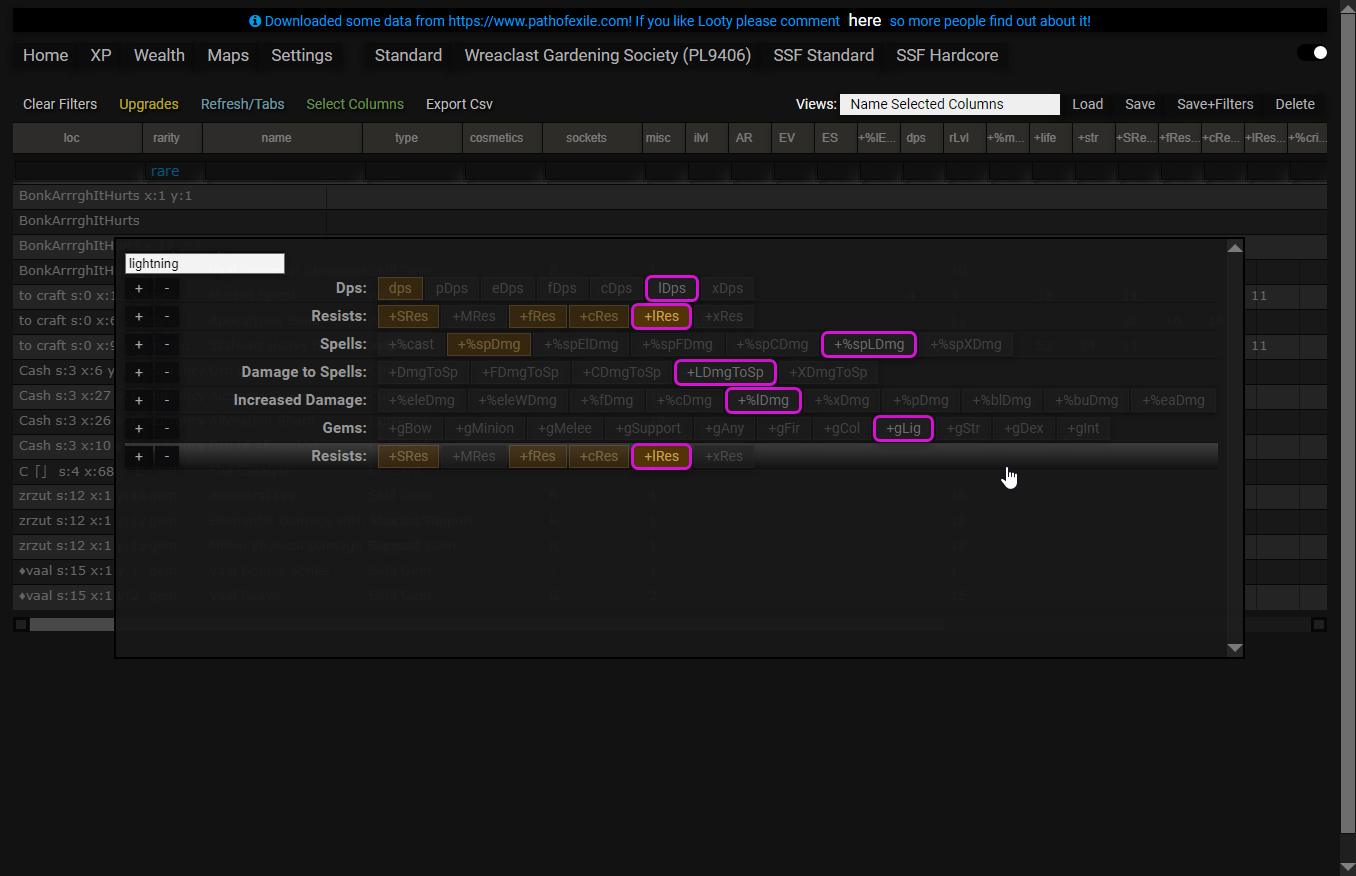 Downloaded some data from https://www.pathofexile.com! If you like Looty please comment here so more people find out about it!
Home XP Wealth Maps Settings Standard Wreaclast Gardening Society (PL9406) SSF Standard SSF Hardcore
Clear Filters Upgrades Refresh/Tabs Select Columns Export Csv Views: Name Selected Columns Load Save Save+Filters Delete
loc rarity name type cosmetics sockets misc ilvl AR EV ES +%lE... dps rLvl +%m... +life +str +SRe... +fRes... +cRe... +lRes... +%cri...
rare
BonkArrrghItHurts x:1 y:1
BonkArrrghItHurts
BonkArrrghItH
lightning
BonkArrrghItH
+ - Dps: dps pDps eDps fDps cDps lDps xDps
to craft s:0 x:1 11
+ - Resists: +SRes +MRes +fRes +cRes +lRes +xRes
to craft s:0 x:6
+ - Spells: +%cast +%spDmg +%spElDmg +%spFDmg +%spCDmg +%spLDmg +%spXDmg
to craft s:0 x:9 11
Cash s:3 x:6 y
+ - Damage to Spells: +DmgToSp +FDmgToSp +CDmgToSp +LDmgToSp +XDmgToSp
Cash s:3 x:27
+ - Increased Damage: +%eleDmg +%eleWDmg +%fDmg +%cDmg +%lDmg +%xDmg +%pDmg +%blDmg +%buDmg +%eaDmg
Cash s:3 x:26
+ - Gems: +gBow +gMinion +gMelee +gSupport +gAny +gFir +gCol +gLig +gStr +gDex +gInt
Cash s:3 x:10
+ - Resists: +SRes +MRes +fRes +cRes +lRes +xRes
C ⌈⌋ s:4 x:68
zrzut s:12 x:1
zrzut s:12 x:1
zrzut s:12 x:1
♦vaal s:15 x:1
♦vaal s:15 x:1